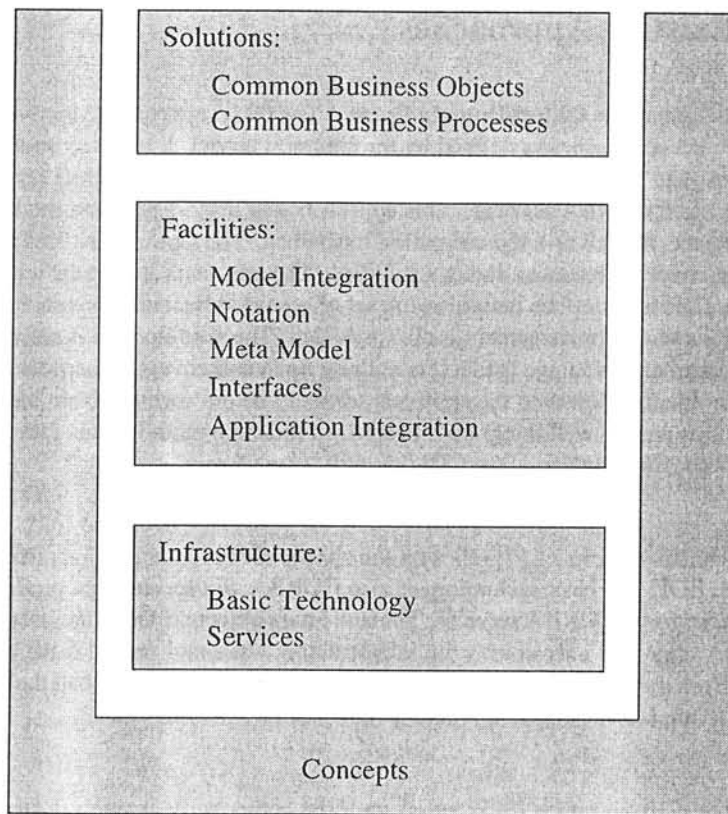 Solutions:
Common Business Objects
Common Business Processes
Facilities:
Model Integration
Notation
Meta Model
Interfaces
Application Integration
Infrastructure:
Basic Technology
Services
Concepts